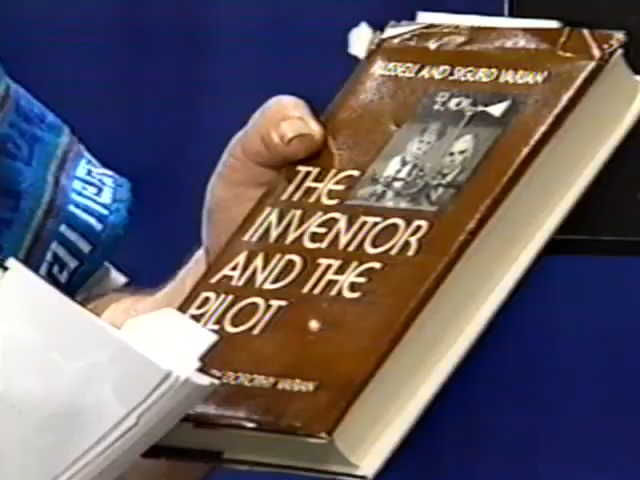 RUSSELL AND SIGURD VARIAN
THE
INVENTOR
AND THE
PILOT
DOROTHY VARIAN